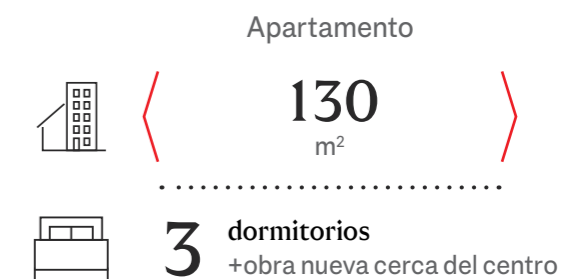 Apartamento
130
m²
3 dormitorios
+obra nueva cerca del centro